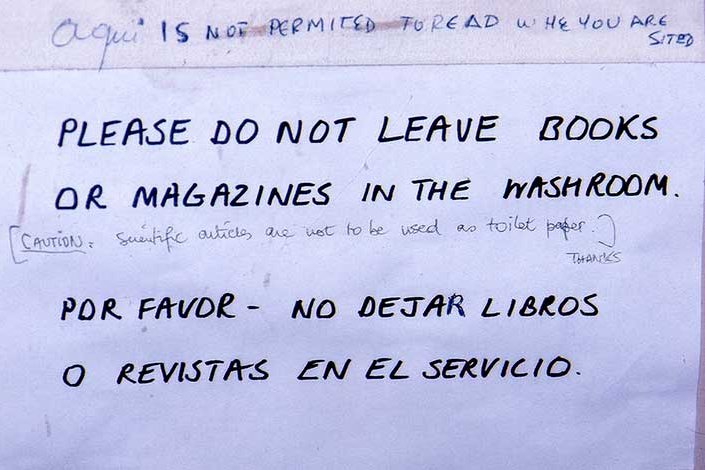 aqui IS NOT PERMITED TO READ WHE YOU ARE
SITED
PLEASE DO NOT LEAVE BOOKS
OR MAGAZINES IN THE WASHROOM.
[CAUTION: Scientific articles are not to be used as toilet paper.]
THANKS
POR FAVOR - NO DEJAR LIBROS
O REVISTAS EN EL SERVICIO.